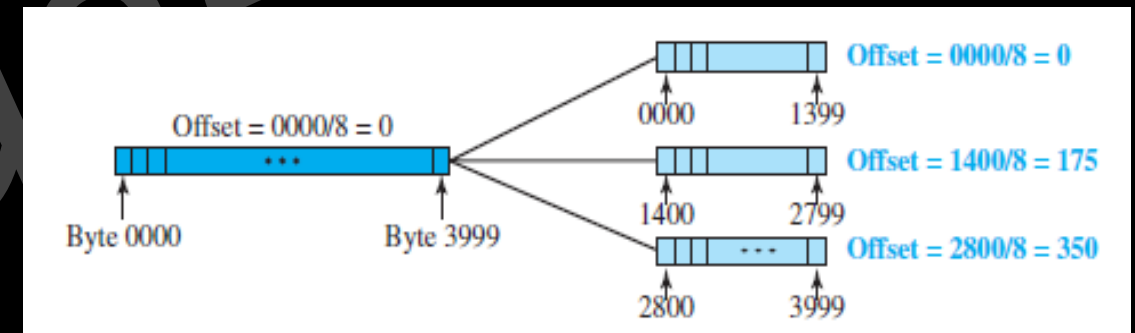 Offset = 0000/8 = 0
0000 1399
Offset = 0000/8 = 0
Offset = 1400/8 = 175
1400 2799
Byte 0000 Byte 3999
Offset = 2800/8 = 350
2800 3999